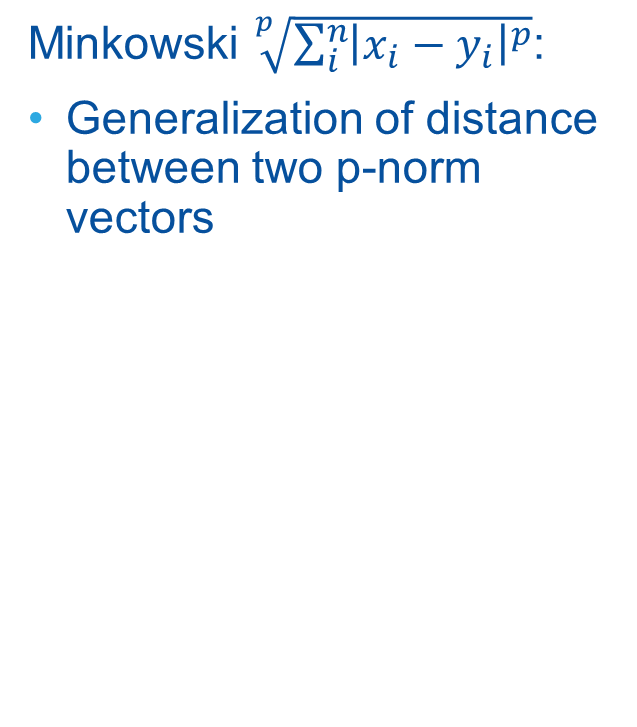 Minkowski $\sqrt[p]{\sum_i^n |x_i - y_i|^p}$:
• Generalization of distance
between two p-norm
vectors